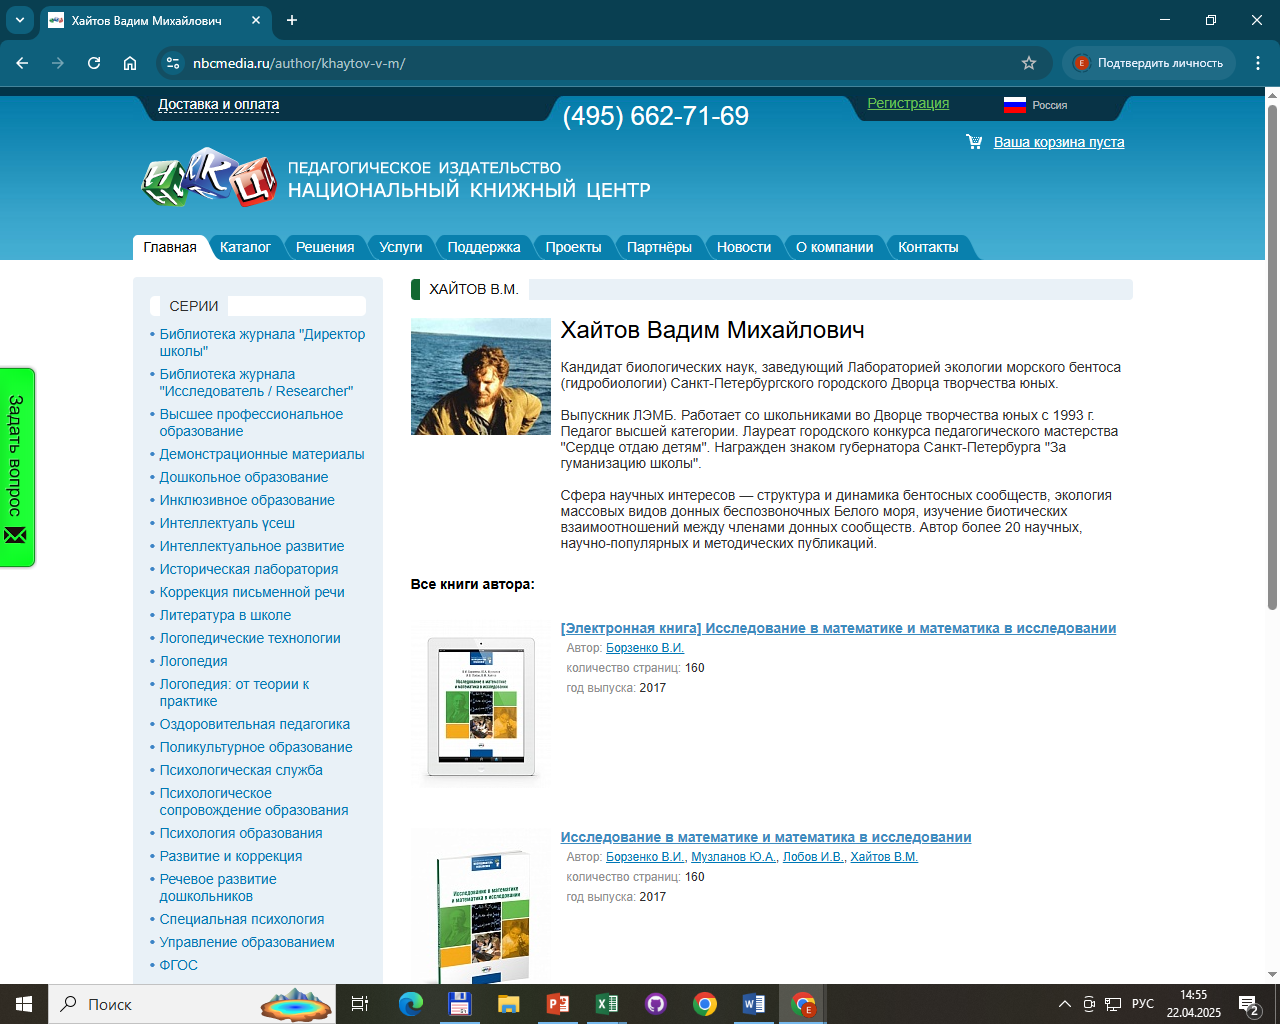 Хайтов Вадим Михайлович
nbcmedia.ru/author/khaytov-v-m/
Подтвердить личность
Доставка и оплата
(495) 662-71-69
Регистрация
Россия
Ваша корзина пуста
ПЕДАГОГИЧЕСКОЕ ИЗДАТЕЛЬСТВО
НАЦИОНАЛЬНЫЙ КНИЖНЫЙ ЦЕНТР
Главная Каталог Решения Услуги Поддержка Проекты Партнёры Новости О компании Контакты
Задать вопрос
СЕРИИ
Библиотека журнала "Директор
школы"
Библиотека журнала
"Исследователь / Researcher"
Высшее профессиональное
образование
Демонстрационные материалы
Дошкольное образование
Инклюзивное образование
Интеллектуаль үсеш
Интеллектуальное развитие
Историческая лаборатория
Коррекция письменной речи
Литература в школе
Логопедические технологии
Логопедия
Логопедия: от теории к
практике
Оздоровительная педагогика
Поликультурное образование
Психологическая служба
Психологическое
сопровождение образования
Психология образования
Развитие и коррекция
Речевое развитие
дошкольников
Специальная психология
Управление образованием
ФГОС
ХАЙТОВ В.М.
Хайтов Вадим Михайлович
Кандидат биологических наук, заведующий Лабораторией экологии морского бентоса
(гидробиологии) Санкт-Петербургского городского Дворца творчества юных.
Выпускник ЛЭМБ. Работает со школьниками во Дворце творчества юных с 1993 г.
Педагог высшей категории. Лауреат городского конкурса педагогического мастерства
"Сердце отдаю детям". Награжден знаком губернатора Санкт-Петербурга "За
гуманизацию школы".
Сфера научных интересов — структура и динамика бентосных сообществ, экология
массовых видов донных беспозвоночных Белого моря, изучение биотических
взаимоотношений между членами донных сообществ. Автор более 20 научных,
научно-популярных и методических публикаций.
Все книги автора:
[Электронная книга] Исследование в математике и математика в исследовании
Автор: Борзенко В.И.
количество страниц: 160
год выпуска: 2017
Исследование в математике
и математика в исследовании
Исследование в математике и математика в исследовании
Автор: Борзенко В.И., Музланов Ю.А., Лобов И.В., Хайтов В.М.
количество страниц: 160
год выпуска: 2017
Исследование в математике
и математика в исследовании
Поиск
РУС
14:55
22.04.2025
2